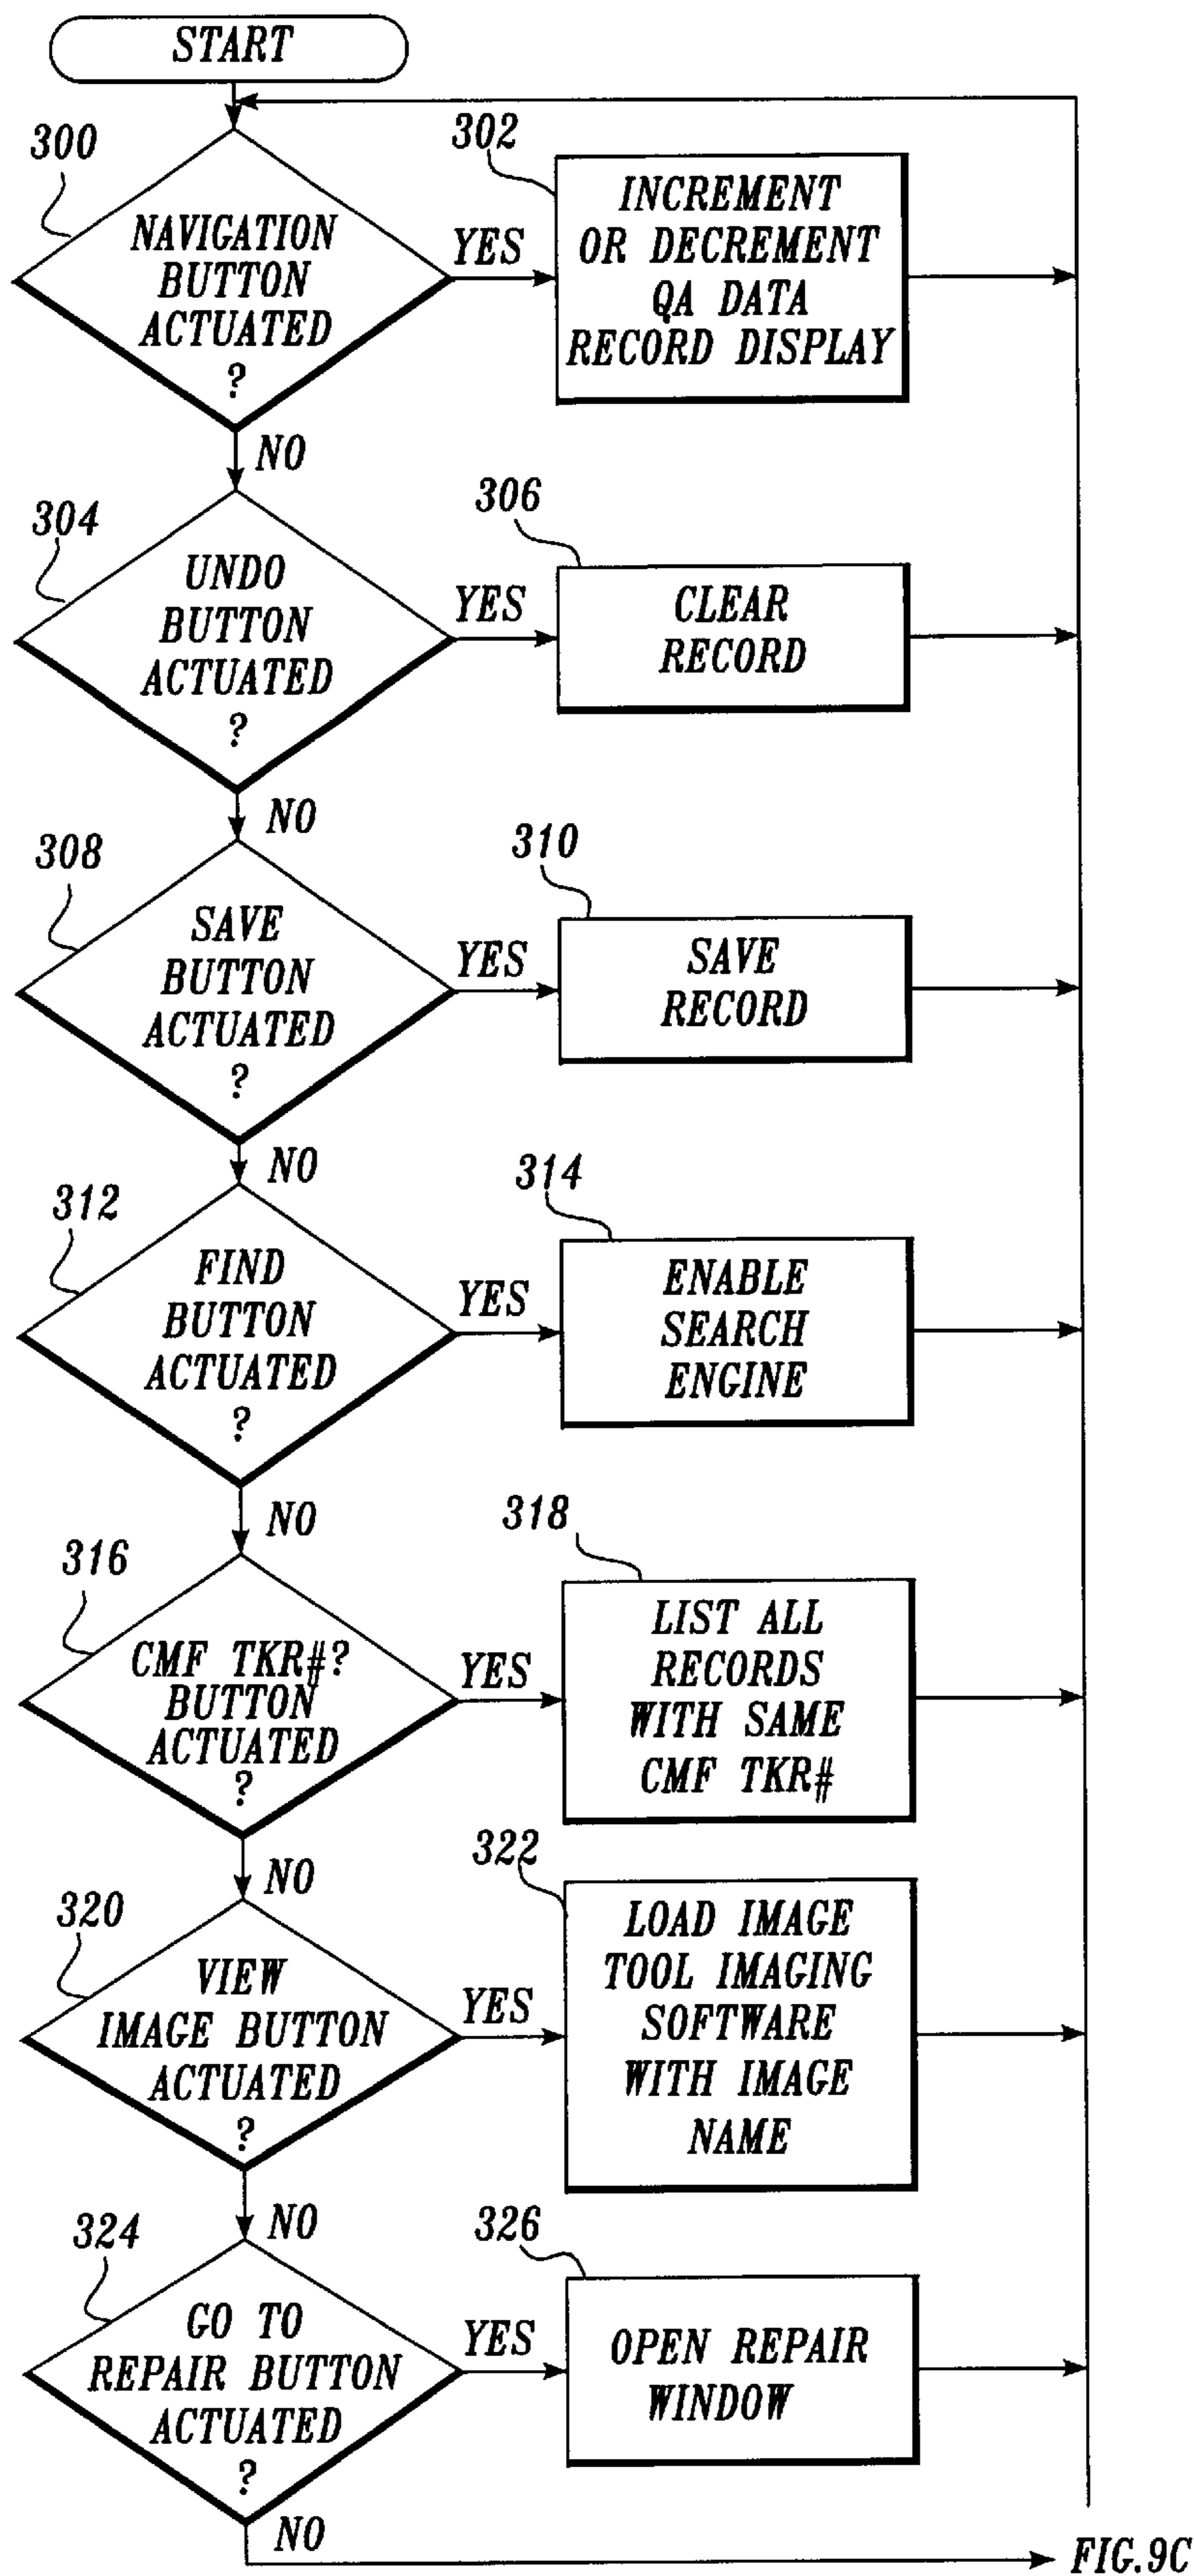 START
300
NAVIGATION
BUTTON
ACTUATED
?
YES
302
INCREMENT
OR DECREMENT
QA DATA
RECORD DISPLAY
NO
304
UNDO
BUTTON
ACTUATED
?
YES
306
CLEAR
RECORD
NO
308
SAVE
BUTTON
ACTUATED
?
YES
310
SAVE
RECORD
NO
312
FIND
BUTTON
ACTUATED
?
YES
314
ENABLE
SEARCH
ENGINE
NO
316
CMF TKR#?
BUTTON
ACTUATED
?
YES
318
LIST ALL
RECORDS
WITH SAME
CMF TKR#
NO
320
VIEW
IMAGE BUTTON
ACTUATED
?
YES
322
LOAD IMAGE
TOOL IMAGING
SOFTWARE
WITH IMAGE
NAME
NO
324
GO TO
REPAIR BUTTON
ACTUATED
?
YES
326
OPEN REPAIR
WINDOW
NO
FIG.9C